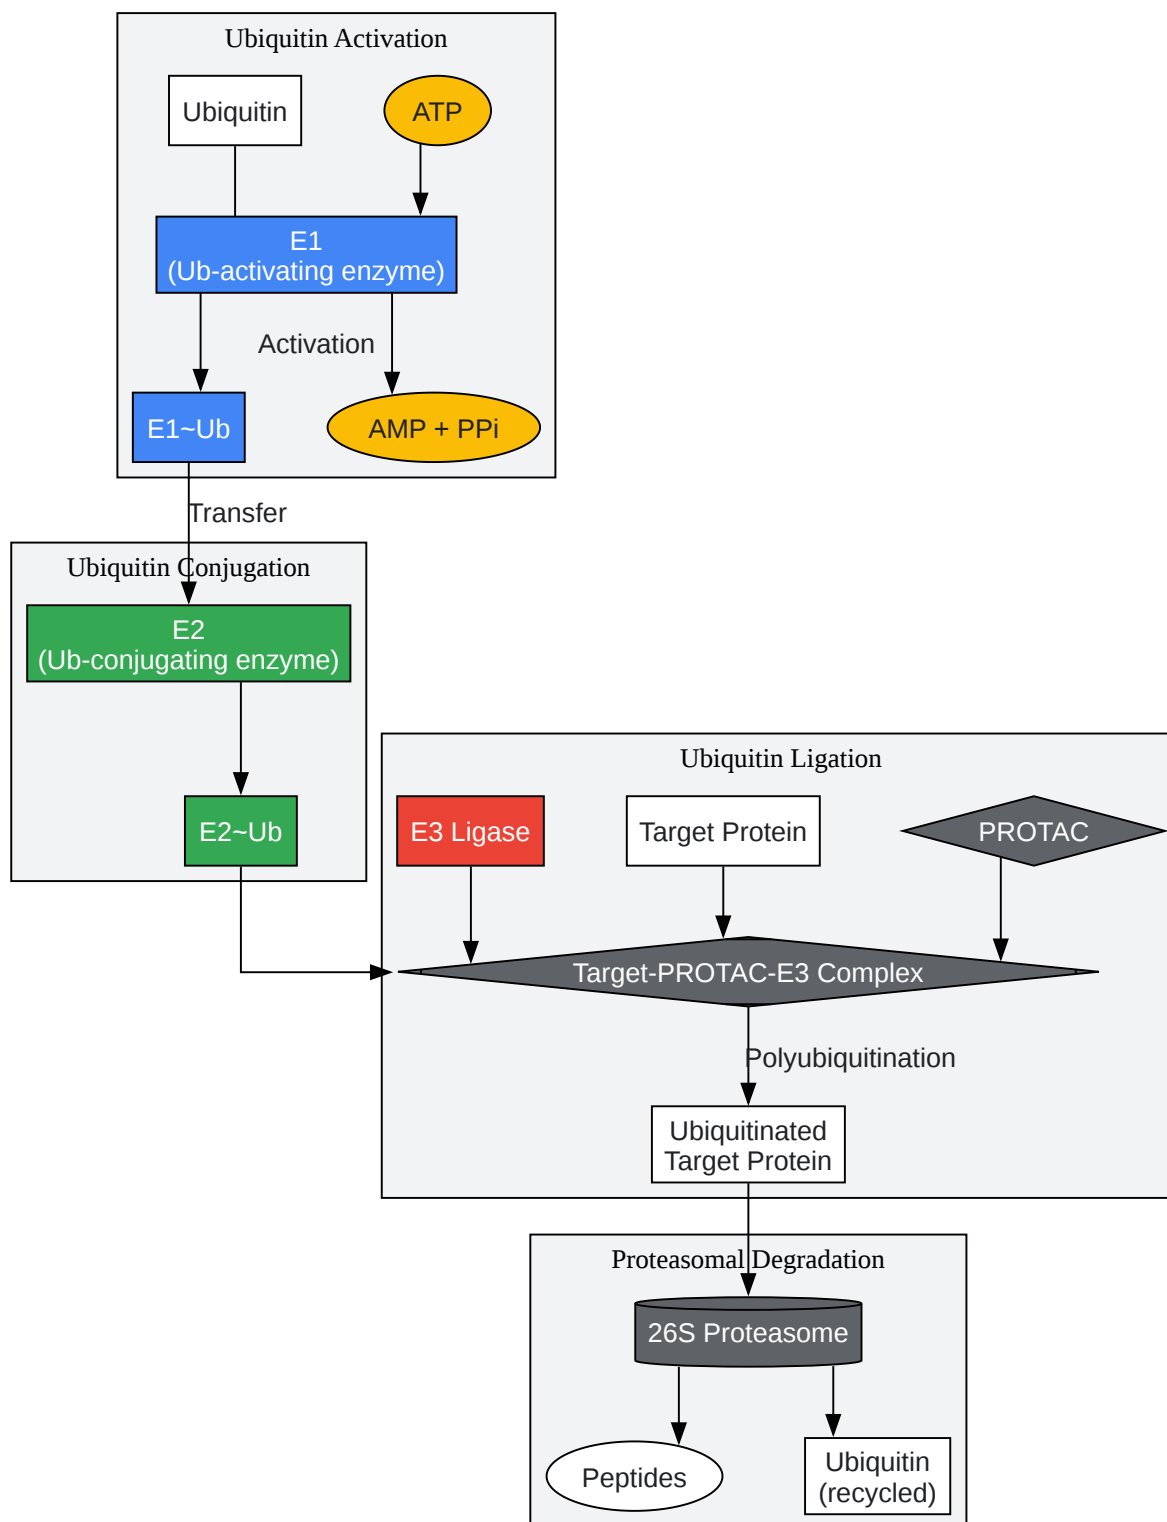 Ubiquitin Activation
Ubiquitin
ATP
E1
(Ub-activating enzyme)
Activation
E1~Ub
AMP + PPi
Transfer
Ubiquitin Conjugation
E2
(Ub-conjugating enzyme)
E2~Ub
Ubiquitin Ligation
E3 Ligase
Target Protein
PROTAC
Target-PROTAC-E3 Complex
Polyubiquitination
Ubiquitinated
Target Protein
Proteasomal Degradation
26S Proteasome
Peptides
Ubiquitin
(recycled)